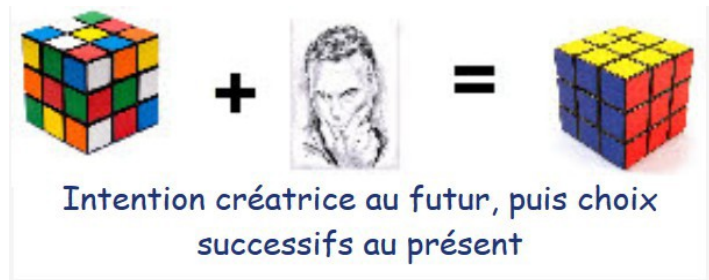 + =
Intention créatrice au futur, puis choix
successifs au présent